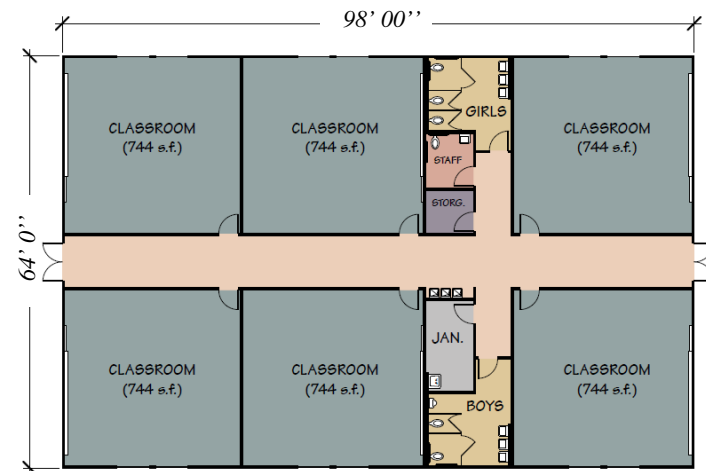 98' 00''
64' 0''
CLASSROOM
(744 s.f.)
CLASSROOM
(744 s.f.)
GIRLS
CLASSROOM
(744 s.f.)
STAFF
STORG.
CLASSROOM
(744 s.f.)
CLASSROOM
(744 s.f.)
JAN.
BOYS
CLASSROOM
(744 s.f.)